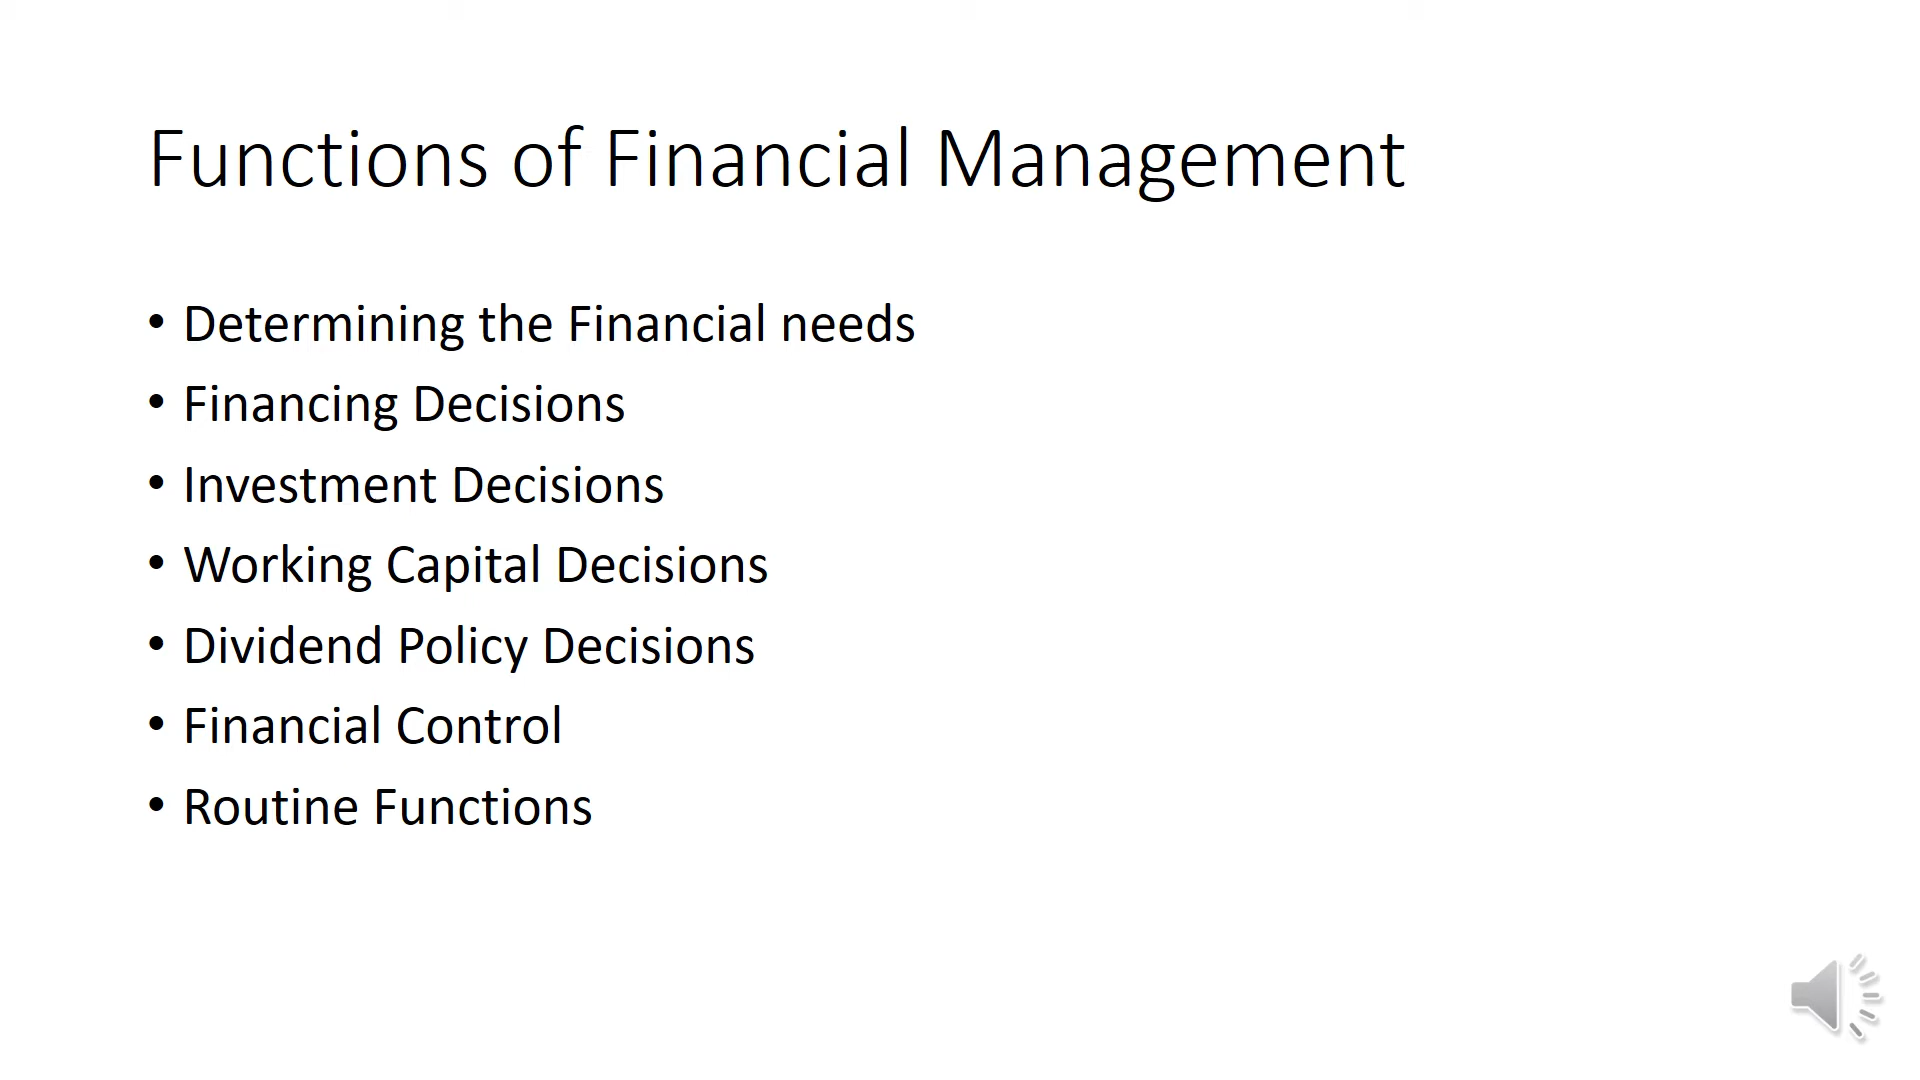 Functions of Financial Management
• Determining the Financial needs
• Financing Decisions
• Investment Decisions
• Working Capital Decisions
• Dividend Policy Decisions
• Financial Control
• Routine Functions